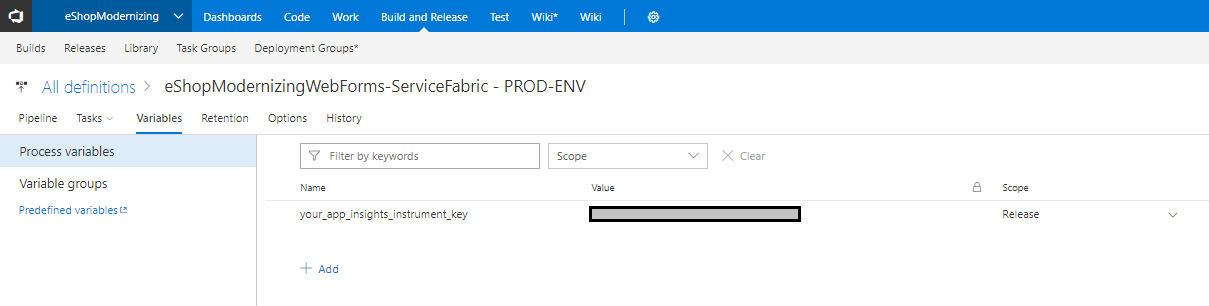 eShopModernizing Dashboards Code Work Build and Release Test Wiki* Wiki
Builds Releases Library Task Groups Deployment Groups*
All definitions > eShopModernizingWebForms-ServiceFabric - PROD-ENV
Pipeline Tasks Variables Retention Options History
Process variables
Variable groups
Predefined variables
Filter by keywords Scope Clear
Name Value Scope
your_app_insights_instrument_key Release
Add